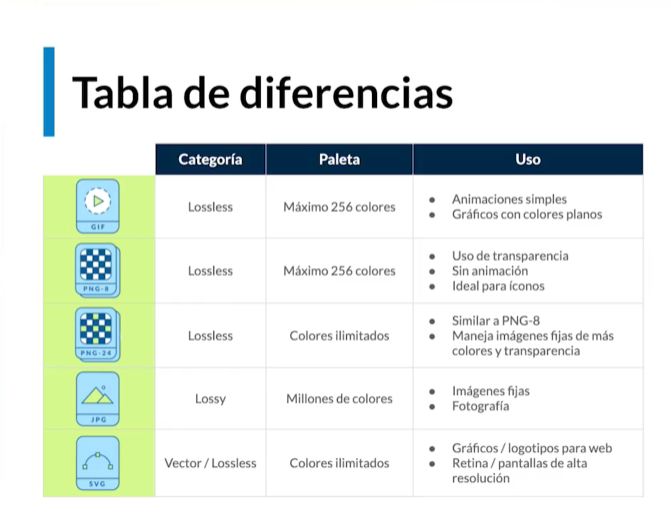 Tabla de diferencias
Categoría Paleta Uso
GIF
Lossless Máximo 256 colores
Animaciones simples
Gráficos con colores planos
PNG-8
Lossless Máximo 256 colores
Uso de transparencia
Sin animación
Ideal para íconos
PNG-24
Lossless Colores ilimitados
Similar a PNG-8
Maneja imágenes fijas de más
colores y transparencia
JPG
Lossy Millones de colores
Imágenes fijas
Fotografía
SVG
Vector / Lossless Colores ilimitados
Gráficos / logotipos para web
Retina / pantallas de alta
resolución